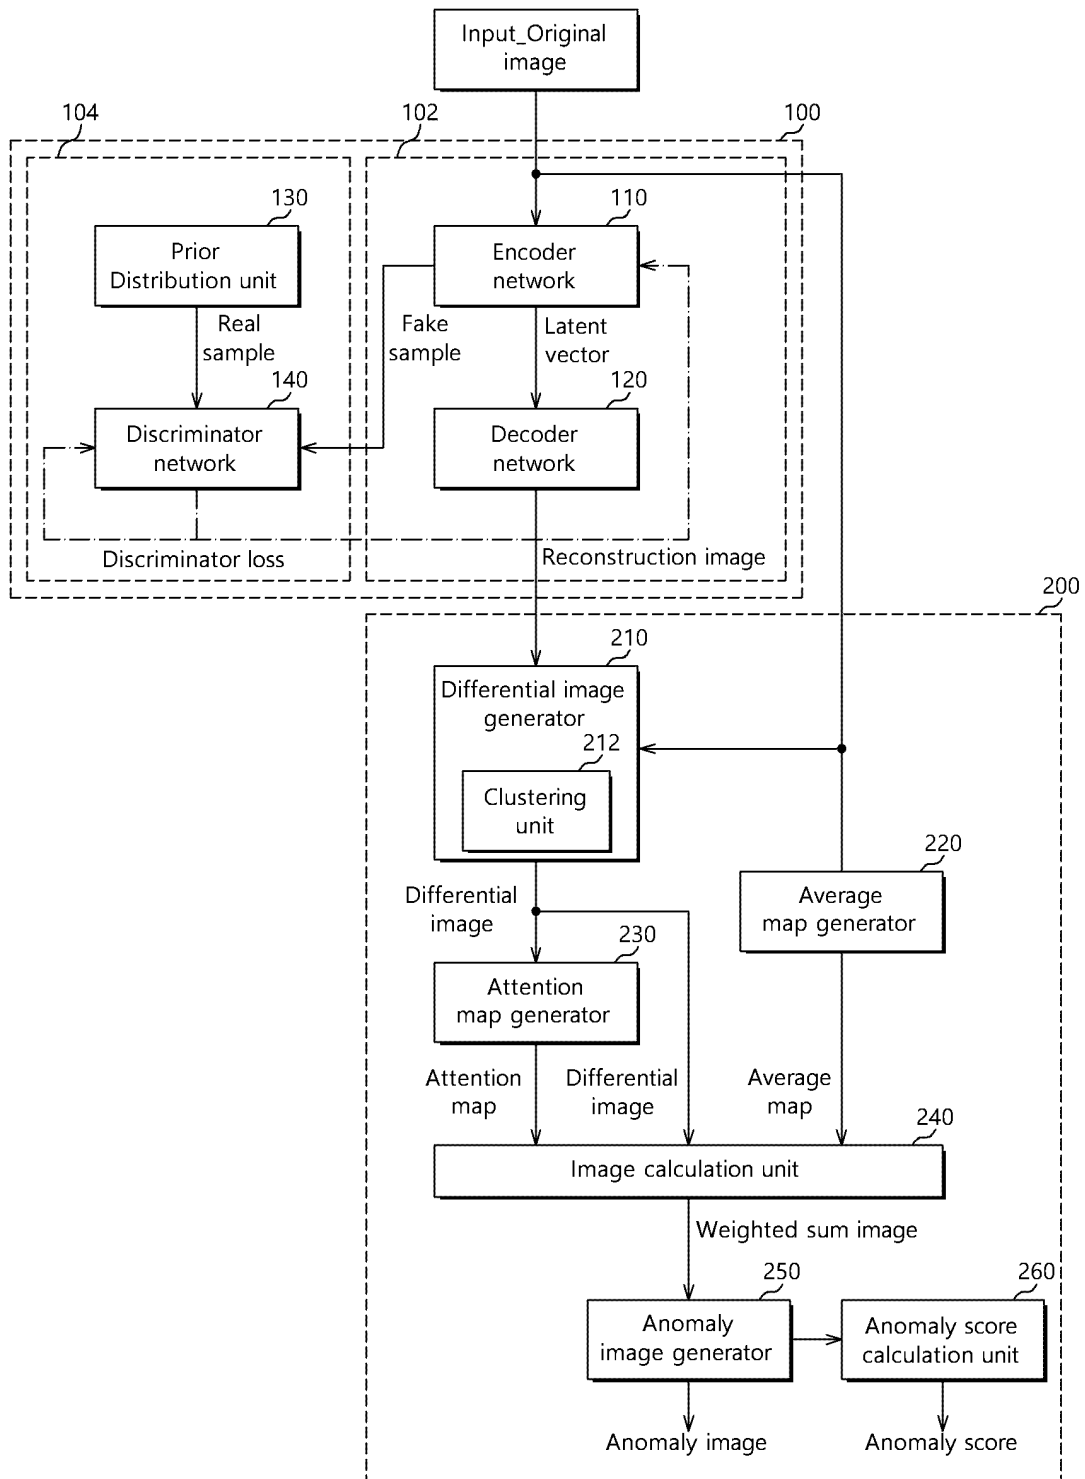 Input_Original
image
104
102
100
130
110
Prior
Distribution unit
Encoder
network
Real
sample
Fake
sample
Latent
vector
140
120
Discriminator
network
Decoder
network
Discriminator loss
Reconstruction image
200
210
Differential image
generator
212
Clustering
unit
220
Average
map generator
Differential
image
230
Attention
map generator
Attention
map
Differential
image
Average
map
240
Image calculation unit
Weighted sum image
250
260
Anomaly
image generator
Anomaly score
calculation unit
Anomaly image
Anomaly score